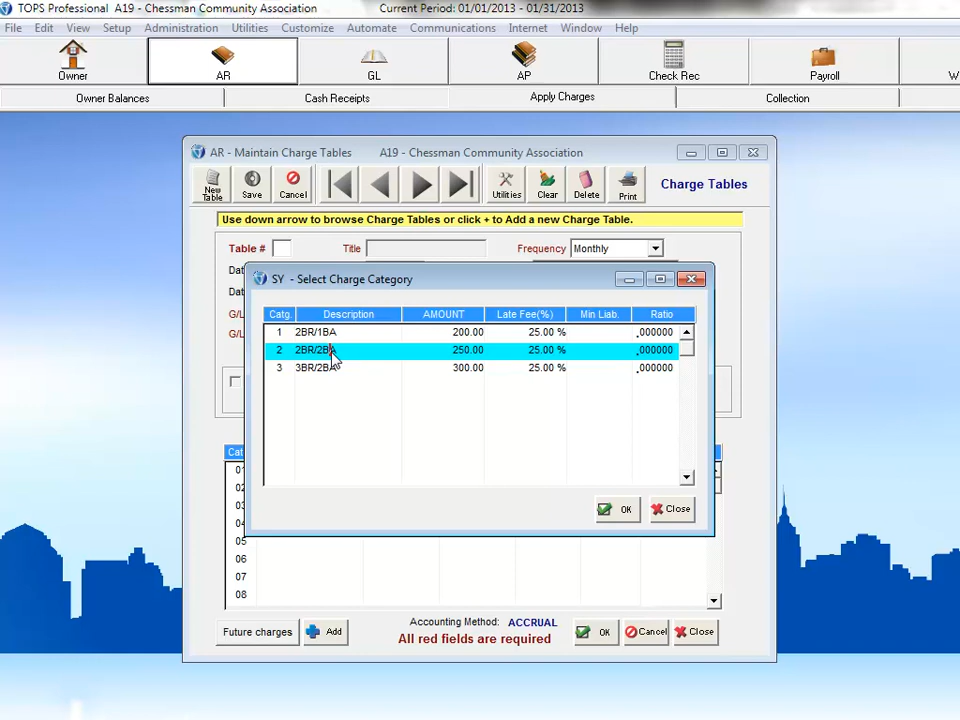 TOPS Professional A19 - Chessman Community Association Current Period: 01/01/2013 - 01/31/2013
File Edit View Setup Administration Utilities Customize Automate Communications Internet Window Help
Owner AR GL AP Check Rec Payroll W
Owner Balances Cash Receipts Apply Charges Collection
AR - Maintain Charge Tables A19 - Chessman Community Association
New Table Save Cancel Utilities Clear Delete Print Charge Tables
Use down arrow to browse Charge Tables or click + to Add a new Charge Table.
Table # Title Frequency Monthly
Dat
Dat
G/L
G/L
SY - Select Charge Category
Catg. Description AMOUNT Late Fee(%) Min Liab. Ratio
1 2BR/1BA 200.00 25.00 % .000000
2 2BR/2BA 250.00 25.00 % .000000
3 3BR/2BA 300.00 25.00 % .000000
OK Close
Cat
01
02
03
04
05
06
07
08
Future charges Add Accounting Method: ACCRUAL OK Cancel Close
All red fields are required